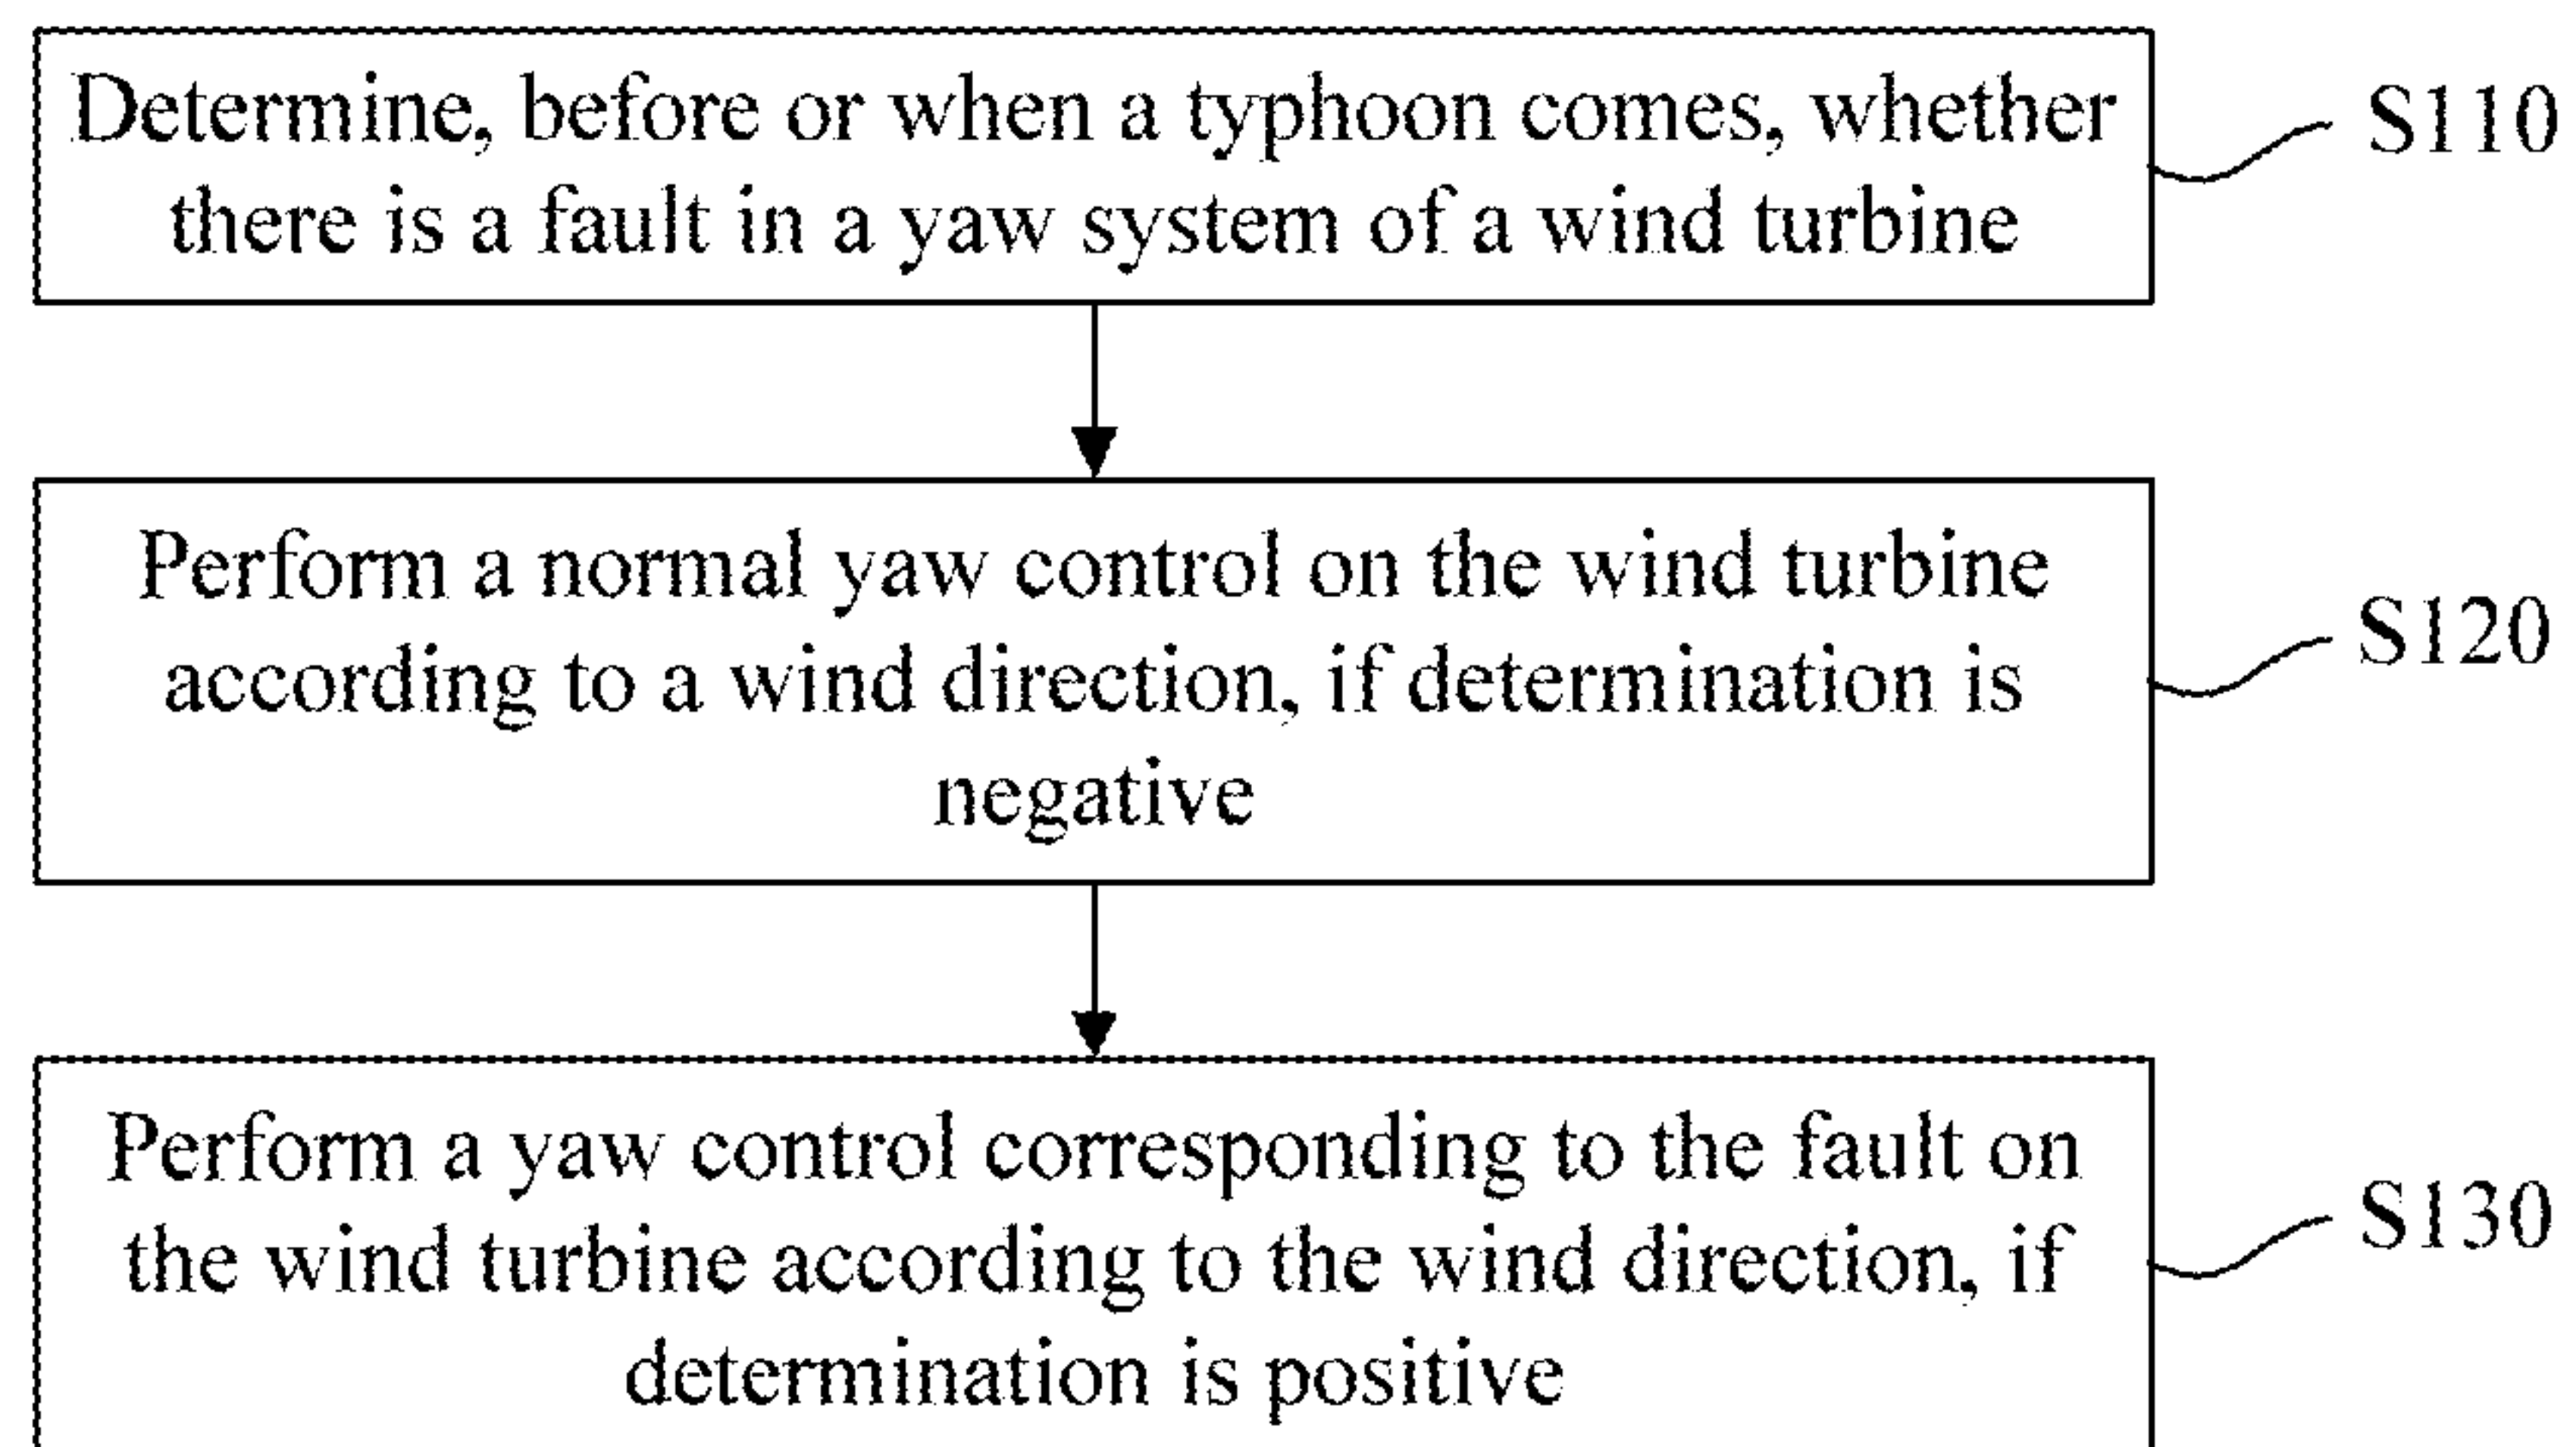 Determine, before or when a typhoon comes, whether
there is a fault in a yaw system of a wind turbine
S110
Perform a normal yaw control on the wind turbine
according to a wind direction, if determination is
negative
S120
Perform a yaw control corresponding to the fault on
the wind turbine according to the wind direction, if
determination is positive
S130